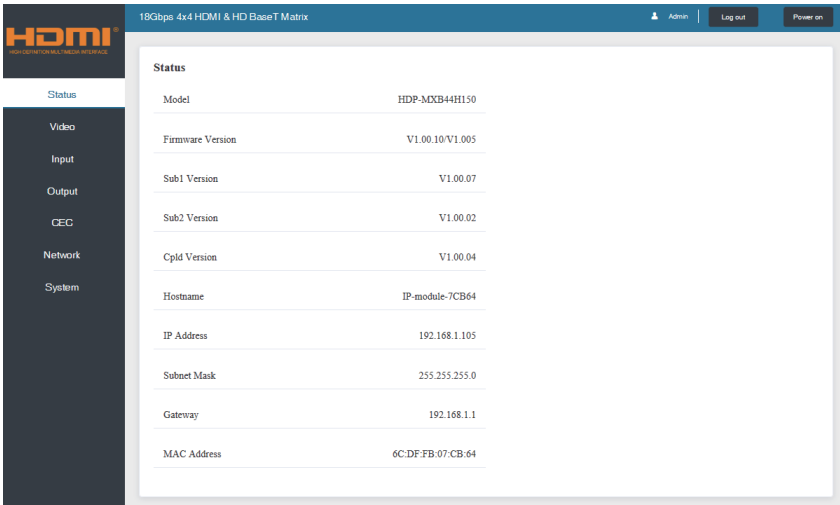 HDMI®
HIGH-DEFINITION MULTIMEDIA INTERFACE
18Gbps 4x4 HDMI & HD BaseT Matrix
Admin
Log out
Power on
Status
Video
Input
Output
CEC
Network
System
Status
Model HDP-MXB44H150
Firmware Version V1.00.10/V1.005
Sub1 Version V1.00.07
Sub2 Version V1.00.02
Cpld Version V1.00.04
Hostname IP-module-7CB64
IP Address 192.168.1.105
Subnet Mask 255.255.255.0
Gateway 192.168.1.1
MAC Address 6C:DF:FB:07:CB:64